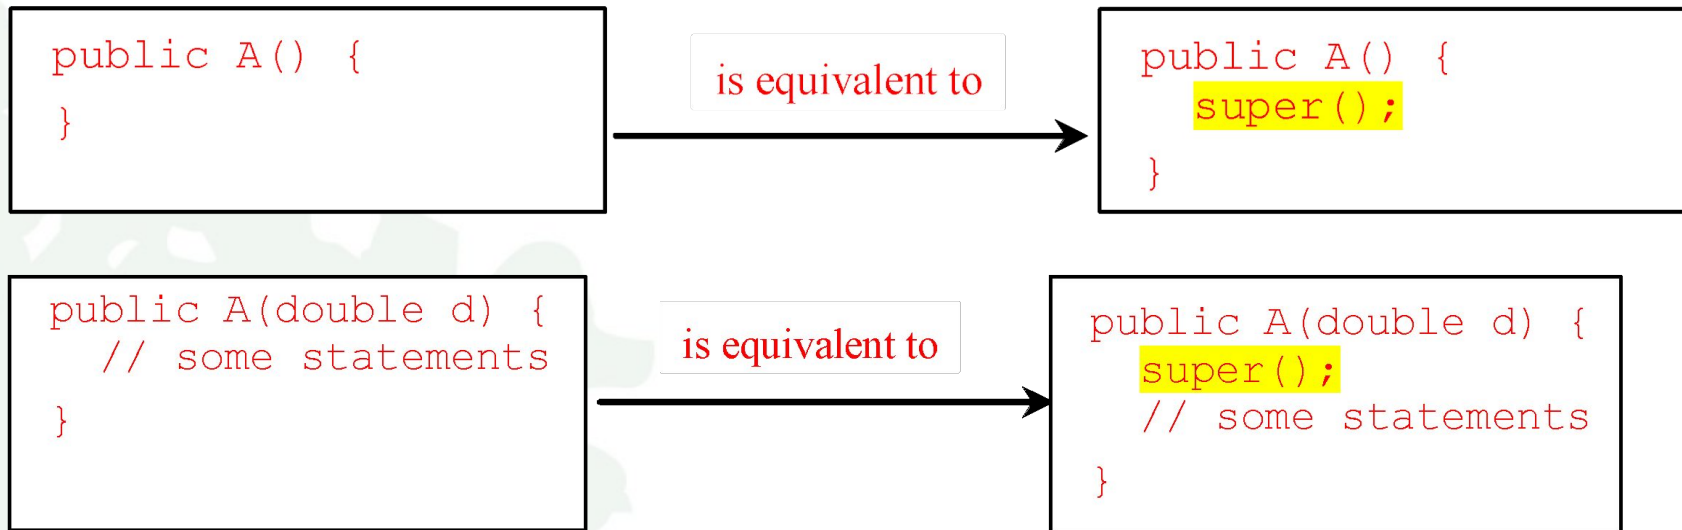 public A() {
}
is equivalent to
public A() {
super();
}
public A(double d) {
// some statements
}
is equivalent to
public A(double d) {
super();
// some statements
}